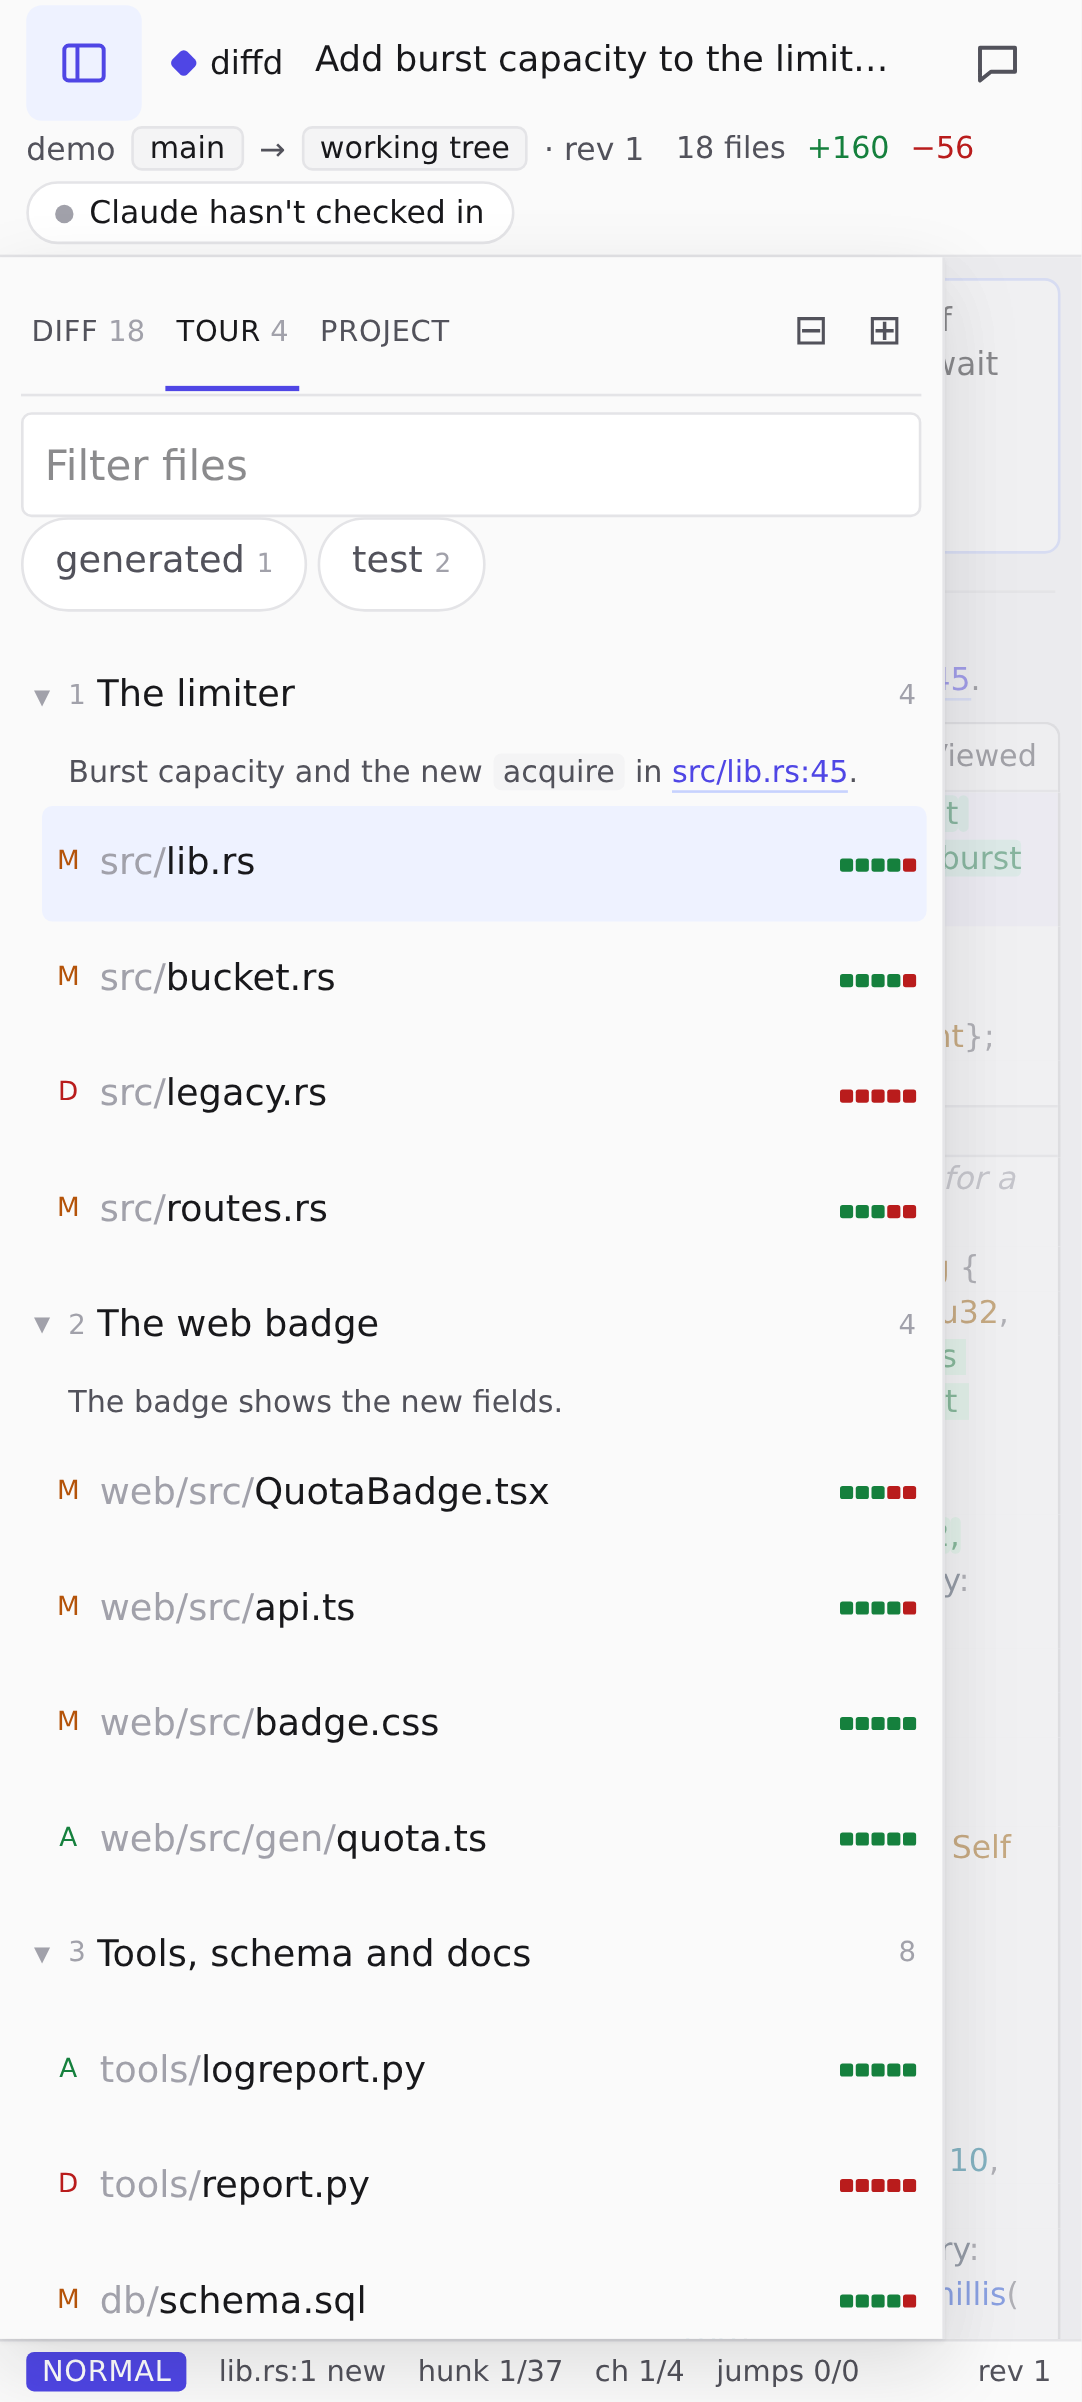 diffd Add burst capacity to the limit…
demo main → working tree · rev 1 18 files +160 −56
Claude hasn't checked in
DIFF 18 TOUR 4 PROJECT
Filter files
generated 1 test 2
▼ 1 The limiter 4
Burst capacity and the new acquire in src/lib.rs:45.
M src/lib.rs
M src/bucket.rs
D src/legacy.rs
M src/routes.rs
▼ 2 The web badge 4
The badge shows the new fields.
M web/src/QuotaBadge.tsx
M web/src/api.ts
M web/src/badge.css
A web/src/gen/quota.ts
▼ 3 Tools, schema and docs 8
A tools/logreport.py
D tools/report.py
M db/schema.sql
45.
burst
for a
{
u32,
Self
10,
NORMAL lib.rs:1 new hunk 1/37 ch 1/4 jumps 0/0 rev 1